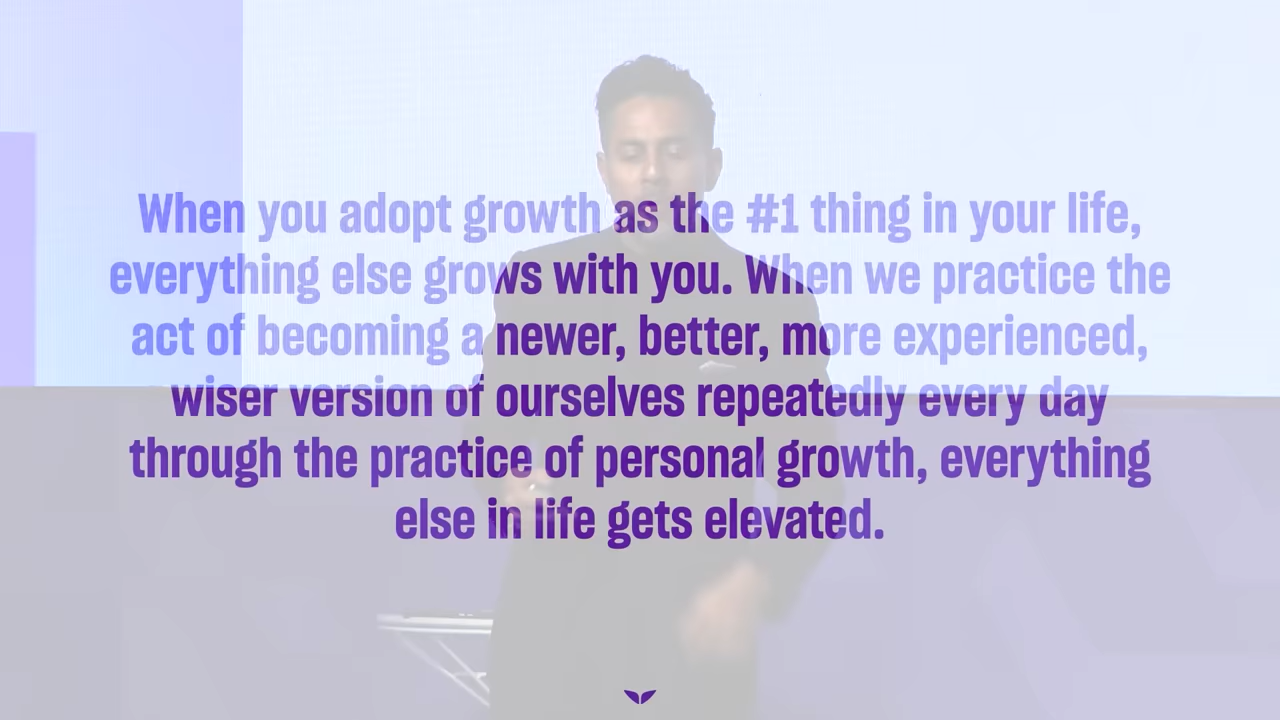 When you adopt growth as the #1 thing in your life,
everything else grows with you. When we practice the
act of becoming a newer, better, more experienced,
wiser version of ourselves repeatedly every day
through the practice of personal growth, everything
else in life gets elevated.